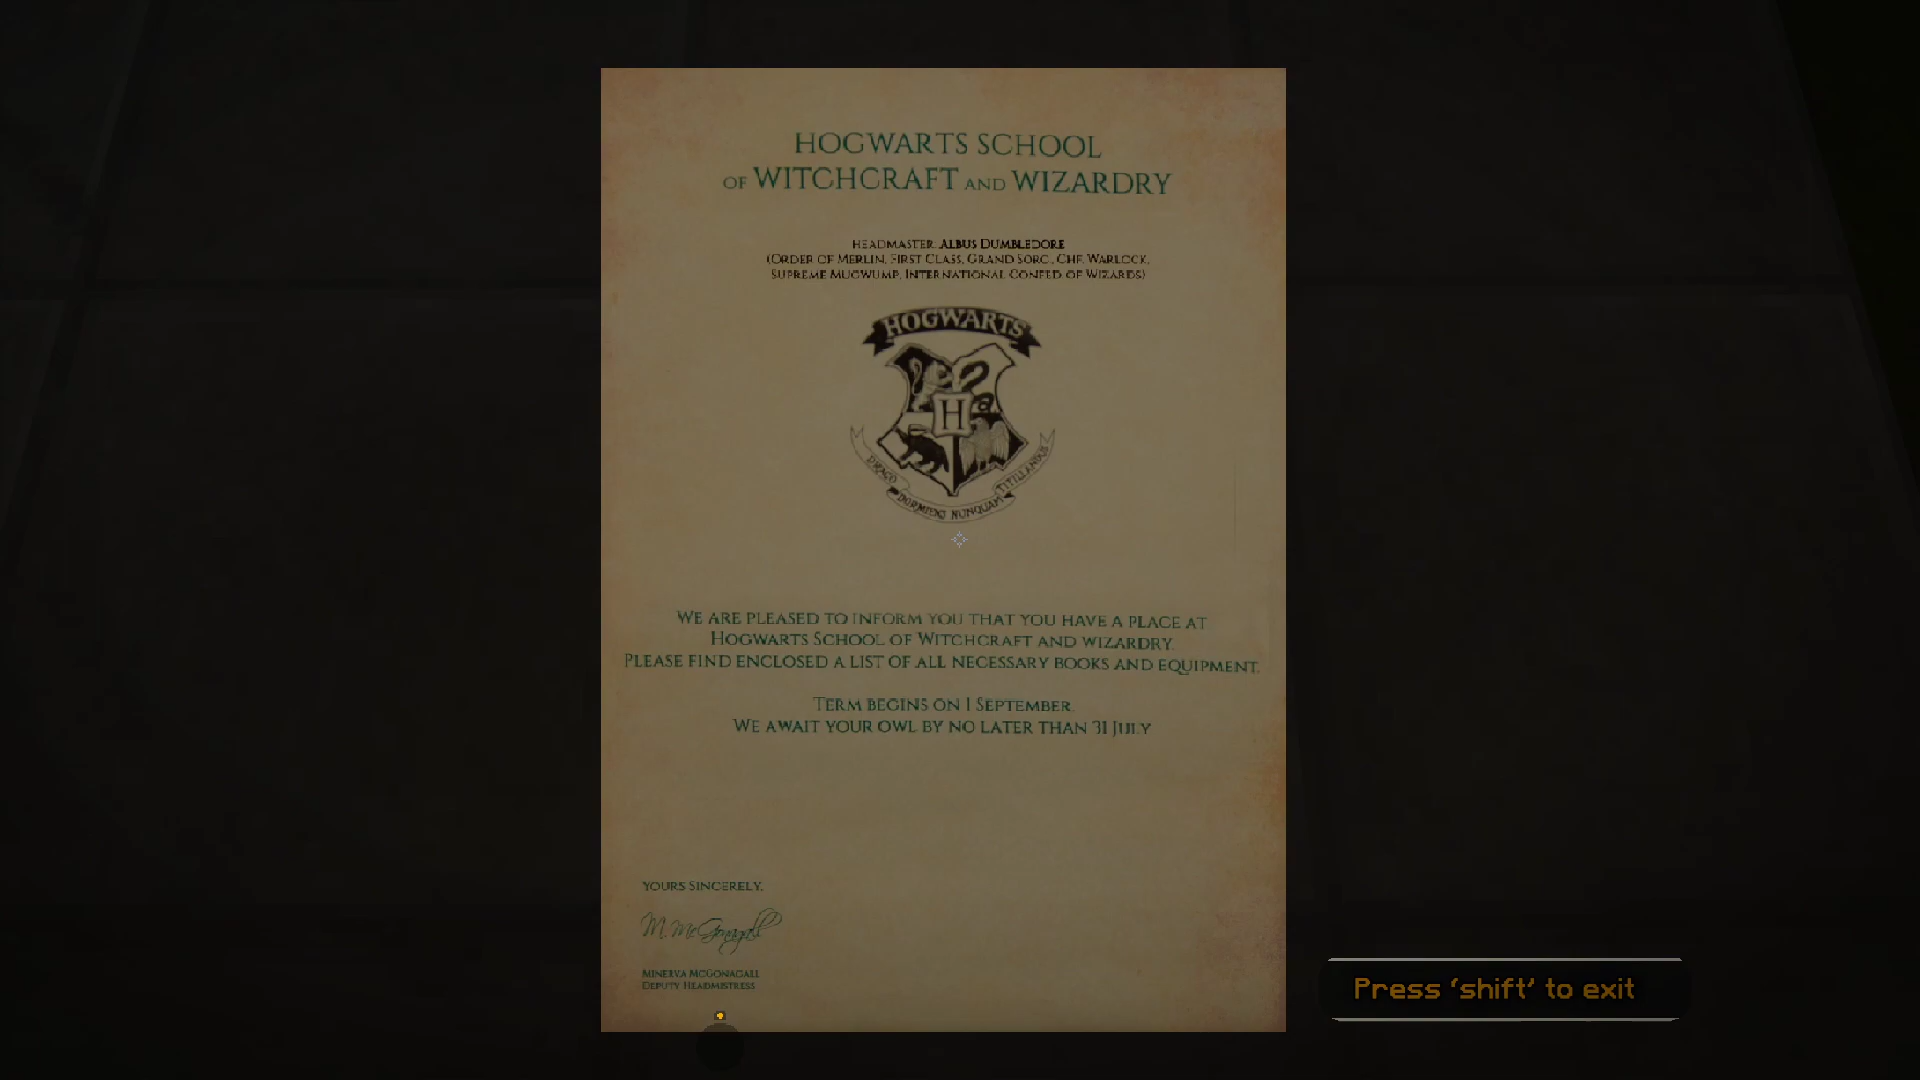 HOGWARTS SCHOOL
OF WITCHCRAFT AND WIZARDRY
HEADMASTER: ALBUS DUMBLEDORE
(ORDER OF MERLIN, FIRST CLASS, GRAND SORC., CHF. WARLOCK,
SUPREME MUGWUMP, INTERNATIONAL CONFED. OF WIZARDS)
HOGWARTS
H
DRACO DORMIENS NUNQUAM TITILLANDUS
WE ARE PLEASED TO INFORM YOU THAT YOU HAVE A PLACE AT
HOGWARTS SCHOOL OF WITCHCRAFT AND WIZARDRY.
PLEASE FIND ENCLOSED A LIST OF ALL NECESSARY BOOKS AND EQUIPMENT.
TERM BEGINS ON 1 SEPTEMBER.
WE AWAIT YOUR OWL BY NO LATER THAN 31 JULY
YOURS SINCERELY,
M. McGonagall
MINERVA MCGONAGALL
DEPUTY HEADMISTRESS
Press ‘shift’ to exit